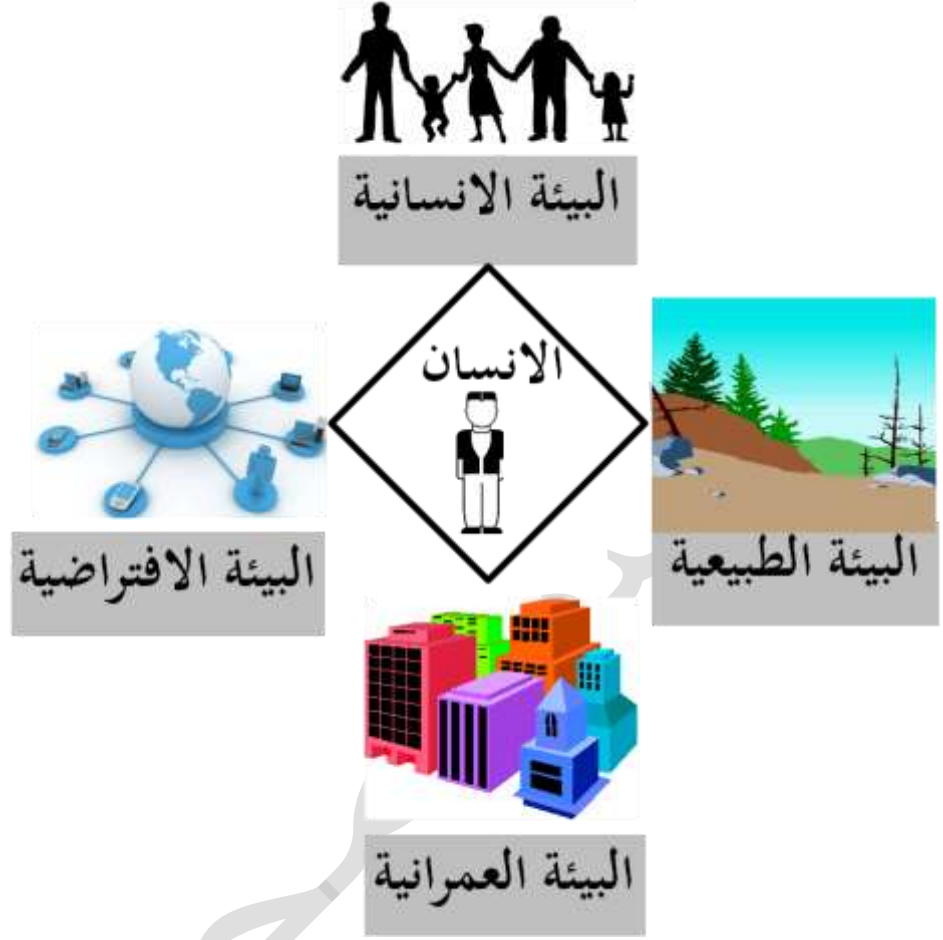 البيئة الانسانية
الانسان
البيئة الطبيعية
البيئة الافتراضية
البيئة العمرانية